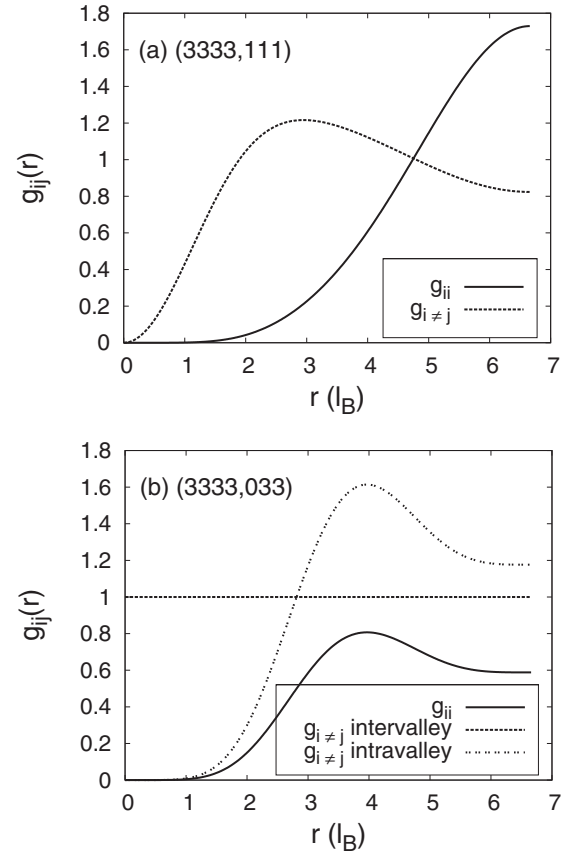 1.8
1.6
1.4
1.2
1
0.8
0.6
0.4
0.2
0
g_ij(r)
(a) (3333,111)
g_ii
g_i ≠ j
0 1 2 3 4 5 6 7
r (l_B)
1.8
1.6
1.4
1.2
1
0.8
0.6
0.4
0.2
0
g_ij(r)
(b) (3333,033)
g_ii
g_i ≠ j intervalley
g_i ≠ j intravalley
0 1 2 3 4 5 6 7
r (l_B)